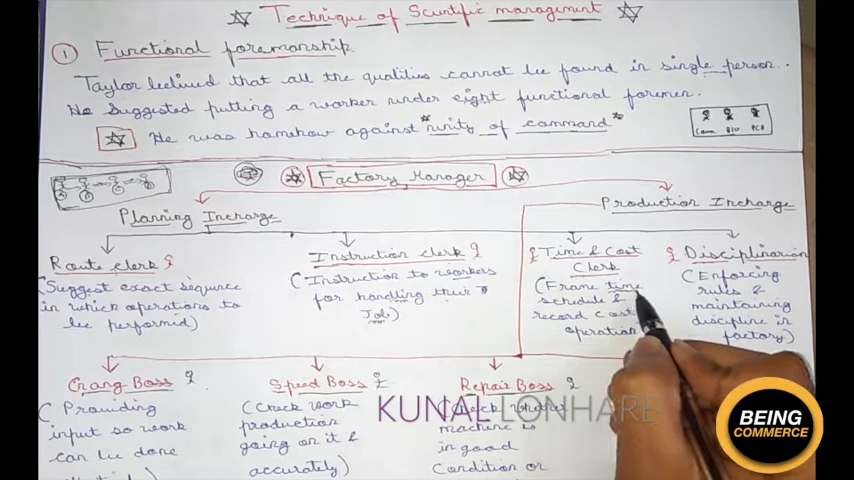 Technique of Scientific management
1 Functional foremanship
Taylor belived that all the qualities cannot be found in single person..
He Suggested putting a worker under eight functional foremen.
He was homehow against "unity of command"
Com BLU
Factory Manager
Planning Incharge
Production Incharge
Route clerk
(Suggest exact sequence
in which operations to
be performed)
Instruction clerk
(Instruction to workers
for handling their
Job)
Time & Cost
Clerk
(Frame time
schedule &
record cost
operation
Disciplinarian
(Enforcing
rules &
maintaining
discipline in
factory)
Gang Boss
(Providing
input so work
can be done
Speed Boss
(Check work
production
going on it &
accurately)
Repair Boss
(Check whether
machine is
in good
Condition or
KUNAL LONHARE
BEING
COMMERCE